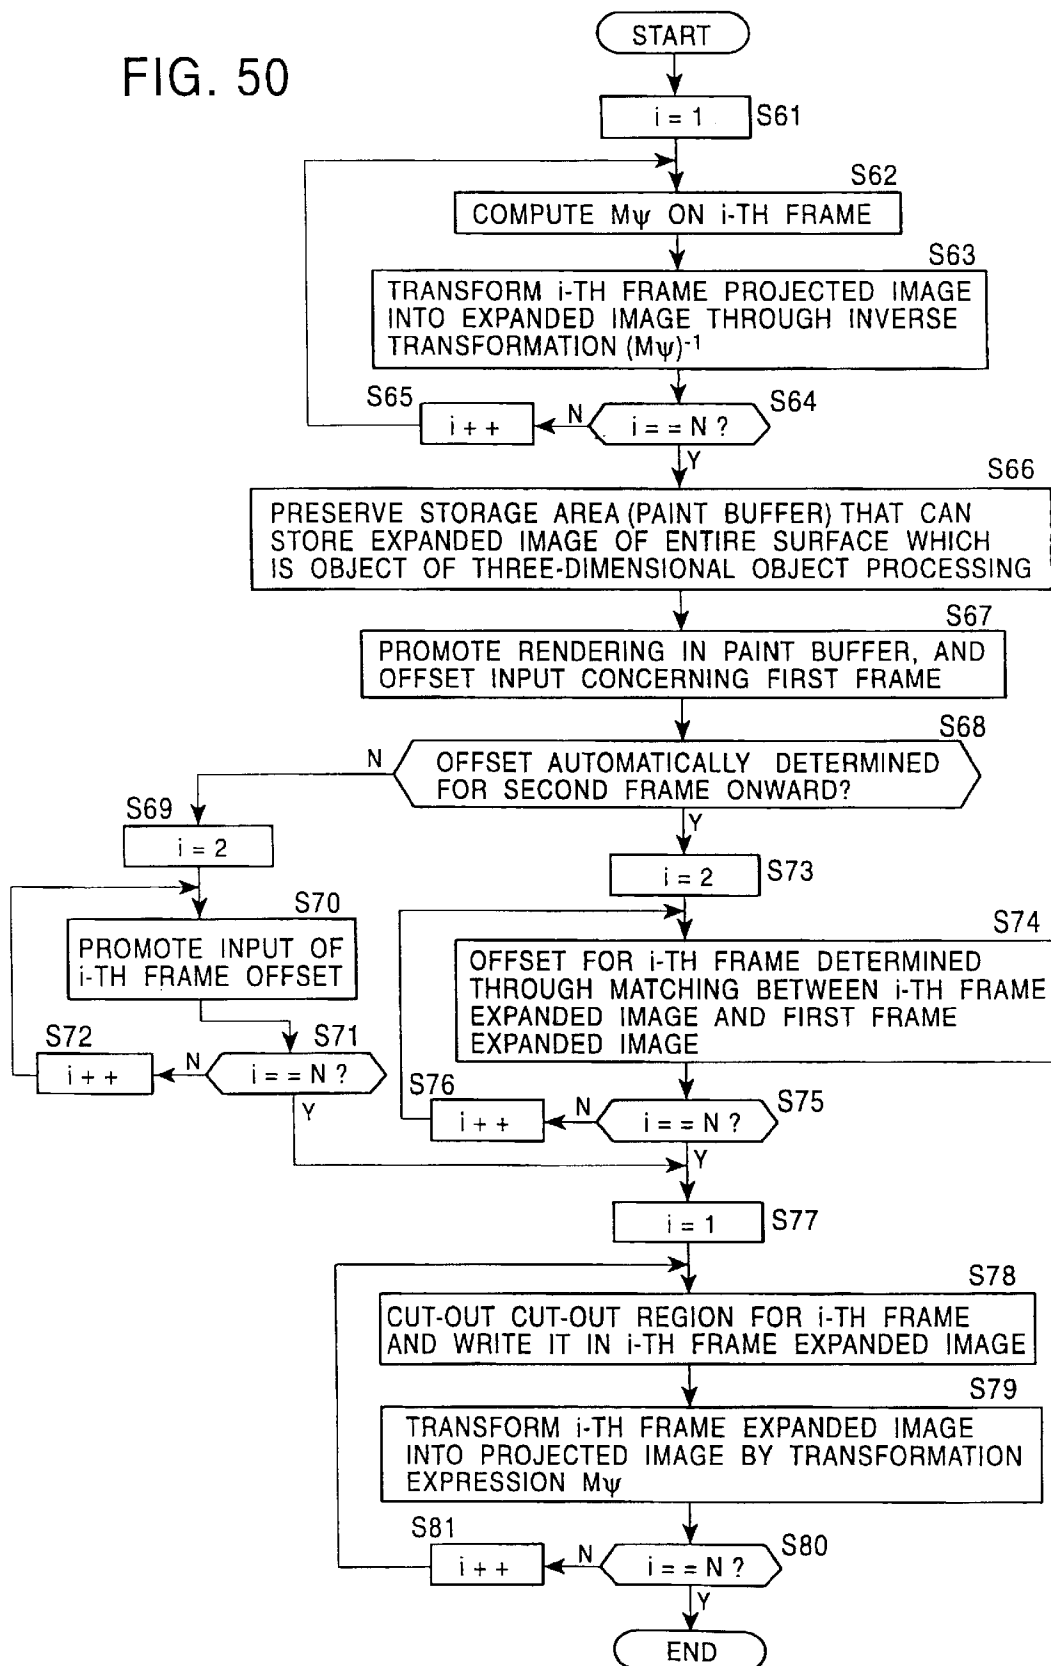 FIG. 50
START
i = 1
S61
S62
COMPUTE Mψ ON i-TH FRAME
S63
TRANSFORM i-TH FRAME PROJECTED IMAGE
INTO EXPANDED IMAGE THROUGH INVERSE
TRANSFORMATION (Mψ)⁻¹
S65
i + +
N
i = = N ?
S64
Y
S66
PRESERVE STORAGE AREA (PAINT BUFFER) THAT CAN
STORE EXPANDED IMAGE OF ENTIRE SURFACE WHICH
IS OBJECT OF THREE-DIMENSIONAL OBJECT PROCESSING
S67
PROMOTE RENDERING IN PAINT BUFFER, AND
OFFSET INPUT CONCERNING FIRST FRAME
S68
N
OFFSET AUTOMATICALLY DETERMINED
FOR SECOND FRAME ONWARD?
Y
S69
i = 2
S70
PROMOTE INPUT OF
i-TH FRAME OFFSET
S72
i + +
N
S71
i = = N ?
Y
i = 2
S73
S74
OFFSET FOR i-TH FRAME DETERMINED
THROUGH MATCHING BETWEEN i-TH FRAME
EXPANDED IMAGE AND FIRST FRAME
EXPANDED IMAGE
S76
i + +
N
i = = N ?
S75
Y
i = 1
S77
S78
CUT-OUT CUT-OUT REGION FOR i-TH FRAME
AND WRITE IT IN i-TH FRAME EXPANDED IMAGE
S79
TRANSFORM i-TH FRAME EXPANDED IMAGE
INTO PROJECTED IMAGE BY TRANSFORMATION
EXPRESSION Mψ
S81
i + +
N
i = = N ?
S80
Y
END